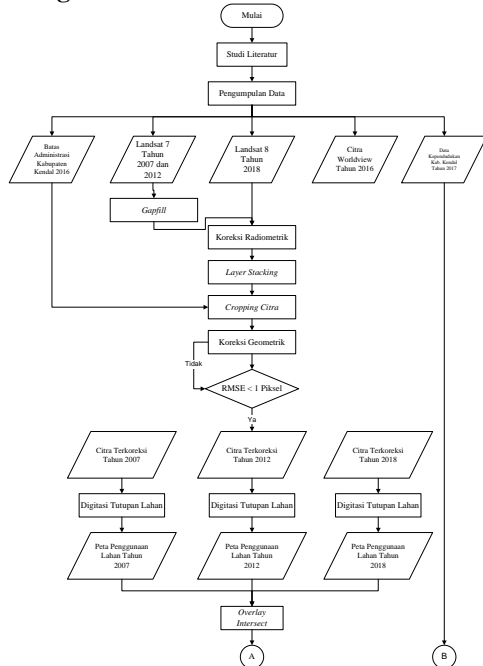 Mulai
Studi Literatur
Pengumpulan Data
Batas
Administrasi
Kabupaten
Kendal 2016
Landsat 7
Tahun
2007 dan
2012
Landsat 8
Tahun
2018
Citra
Worldview
Tahun 2016
Data
Kependudukan
Kab. Kendal
Tahun 2017
Gapfill
Koreksi Radiometrik
Layer Stacking
Cropping Citra
Koreksi Geometrik
Tidak
RMSE < 1 Piksel
Ya
Citra Terkoreksi
Tahun 2007
Citra Terkoreksi
Tahun 2012
Citra Terkoreksi
Tahun 2018
Digitasi Tutupan Lahan
Digitasi Tutupan Lahan
Digitasi Tutupan Lahan
Peta Penggunaan
Lahan Tahun
2007
Peta Penggunaan
Lahan Tahun
2012
Peta Penggunaan
Lahan Tahun
2018
Overlay
Intersect
A
B